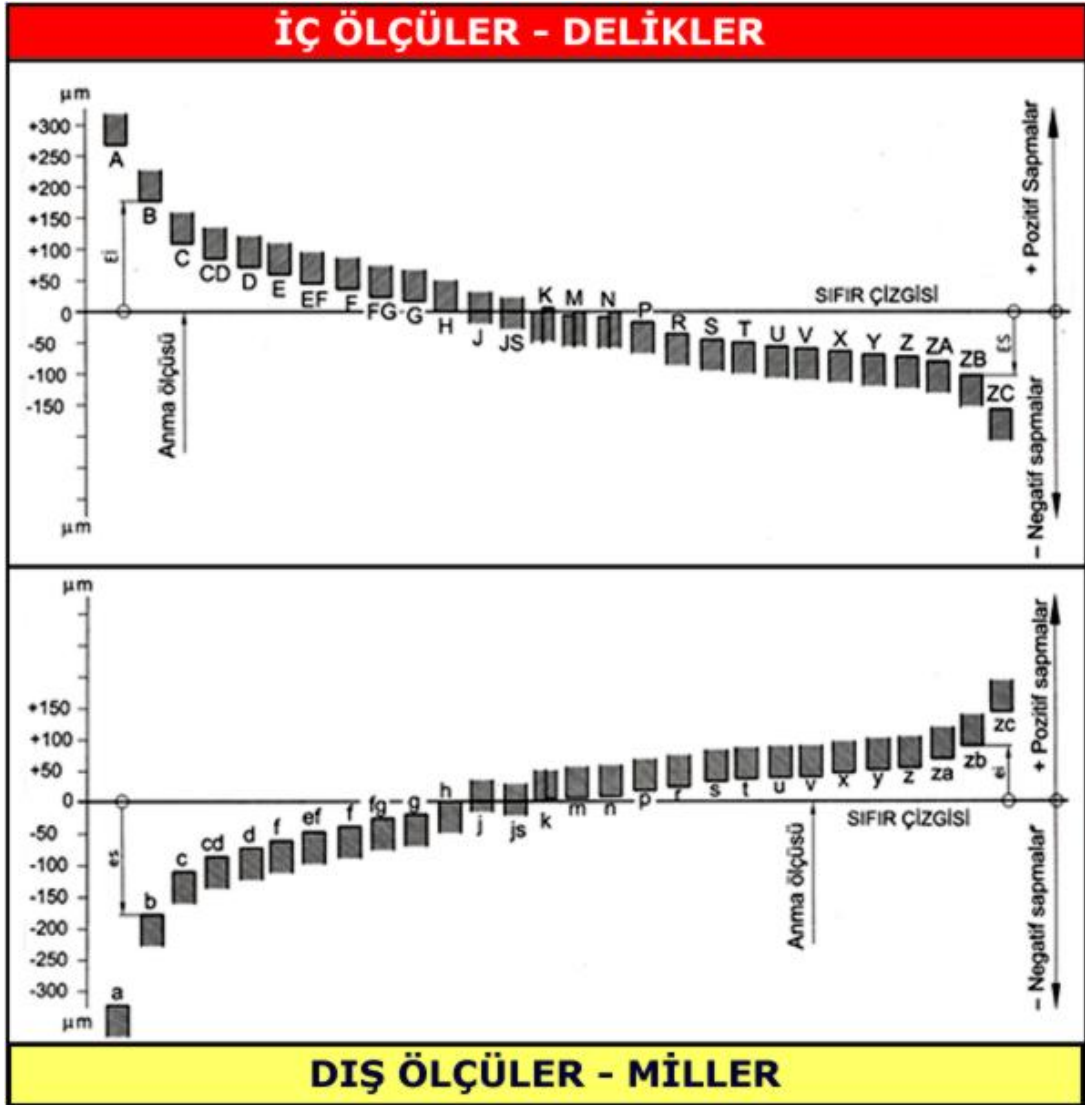 İÇ ÖLÇÜLER - DELİKLER
µm
+300
+250
+200
+150
+100
+50
0
-50
-100
-150
µm
A
B
C
CD
D
E
EF
F
FG
G
H
J
JS
K
M
N
P
R
S
T
U
V
X
Y
Z
ZA
ZB
ZC
Eİ
ES
Anma ölçüsü
SIFIR ÇİZGİSİ
+ Pozitif Sapmalar
– Negatif sapmalar
µm
+150
+100
+50
0
-50
-100
-150
-200
-250
-300
µm
a
b
c
cd
d
f
ef
f
fg
g
h
j
js
k
m
n
p
r
s
t
u
v
x
y
z
za
zb
zc
es
ei
Anma ölçüsü
SIFIR ÇİZGİSİ
+ Pozitif sapmalar
– Negatif sapmalar
DIŞ ÖLÇÜLER - MİLLER